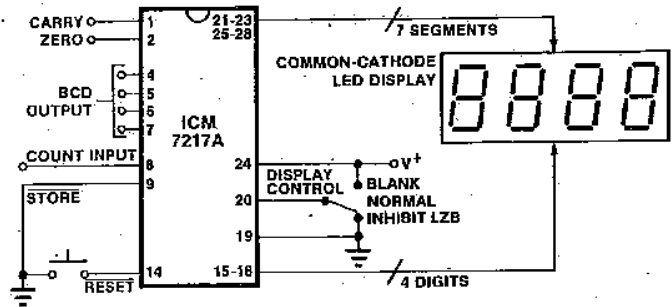 CARRY
ZERO
BCD
OUTPUT
COUNT INPUT
STORE
RESET
1
2
4
5
6
7
8
9
14
ICM
7217A
21-23
25-28
24
20
19
15-16
7 SEGMENTS
COMMON-CATHODE
LED DISPLAY
8888
DISPLAY
CONTROL
V+
BLANK
NORMAL
INHIBIT LZB
4 DIGITS